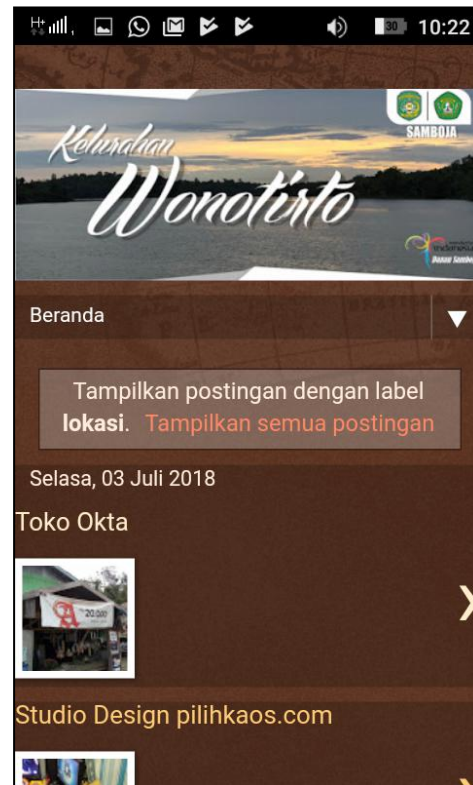 H+
30
10:22
SAMBOJA
Kelurahan
Wonotirto
Beranda
Tampilkan postingan dengan label
lokasi. Tampilkan semua postingan
Selasa, 03 Juli 2018
Toko Okta
20.000
Studio Design pilihkaos.com